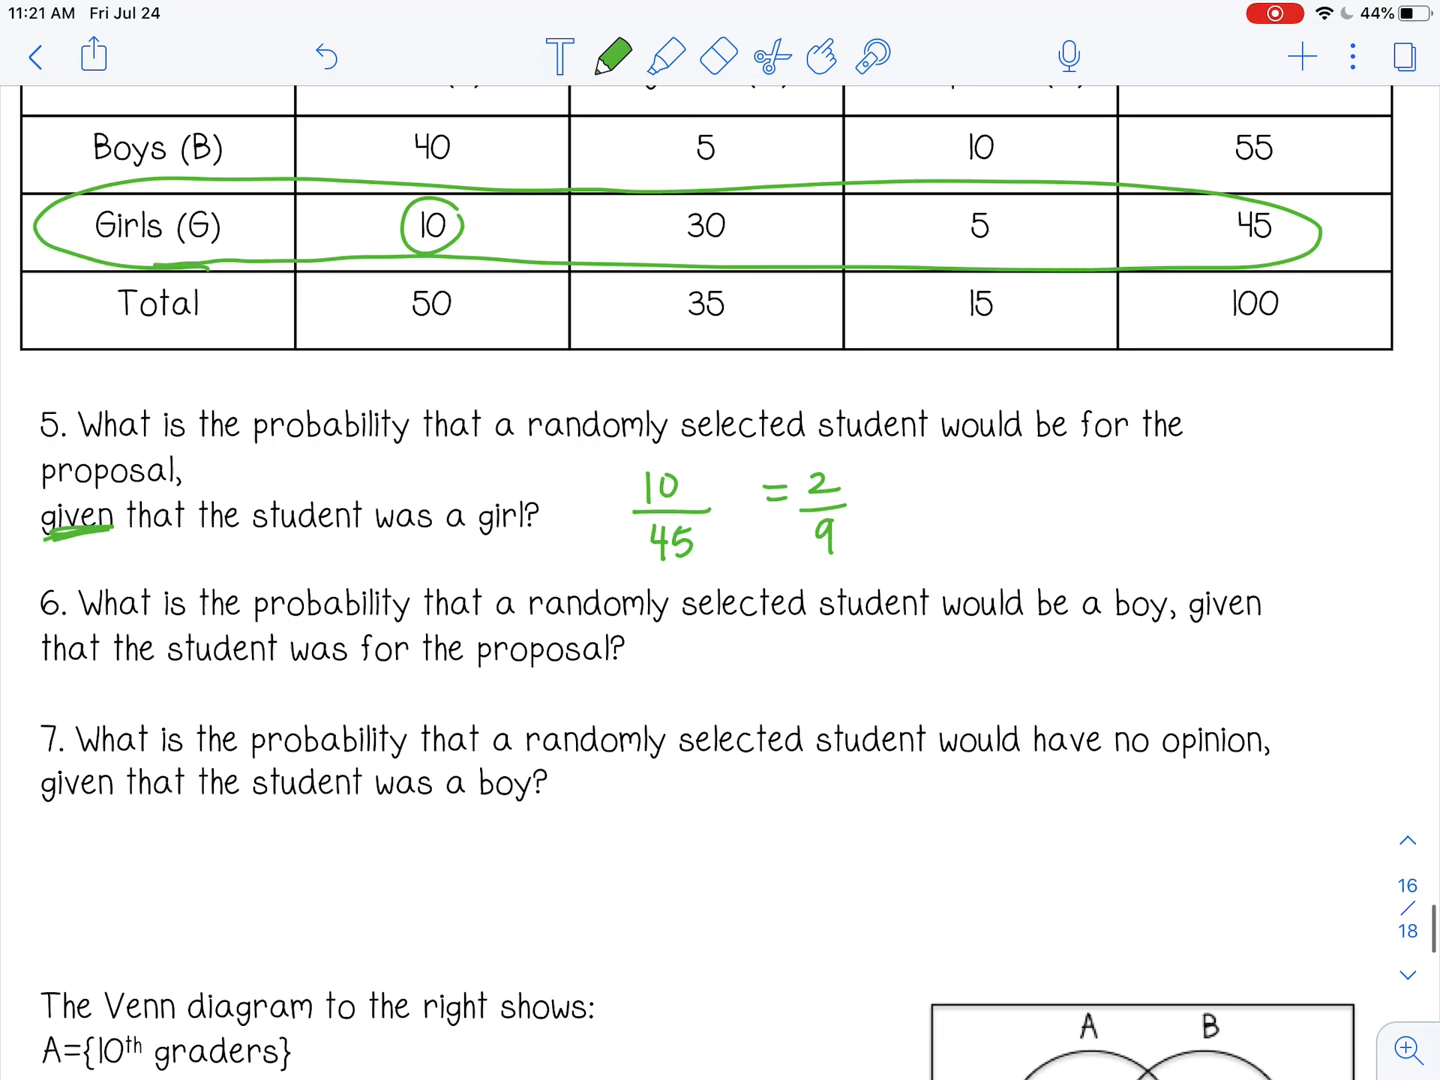 11:21 AM Fri Jul 24
44%
T
Boys (B) 40 5 10 55
Girls (G) 10 30 5 45
Total 50 35 15 100
5. What is the probability that a randomly selected student would be for the
proposal,
given that the student was a girl?
10/45 = 2/9
6. What is the probability that a randomly selected student would be a boy, given
that the student was for the proposal?
7. What is the probability that a randomly selected student would have no opinion,
given that the student was a boy?
16
/
18
The Venn diagram to the right shows:
A={10th graders}
A B